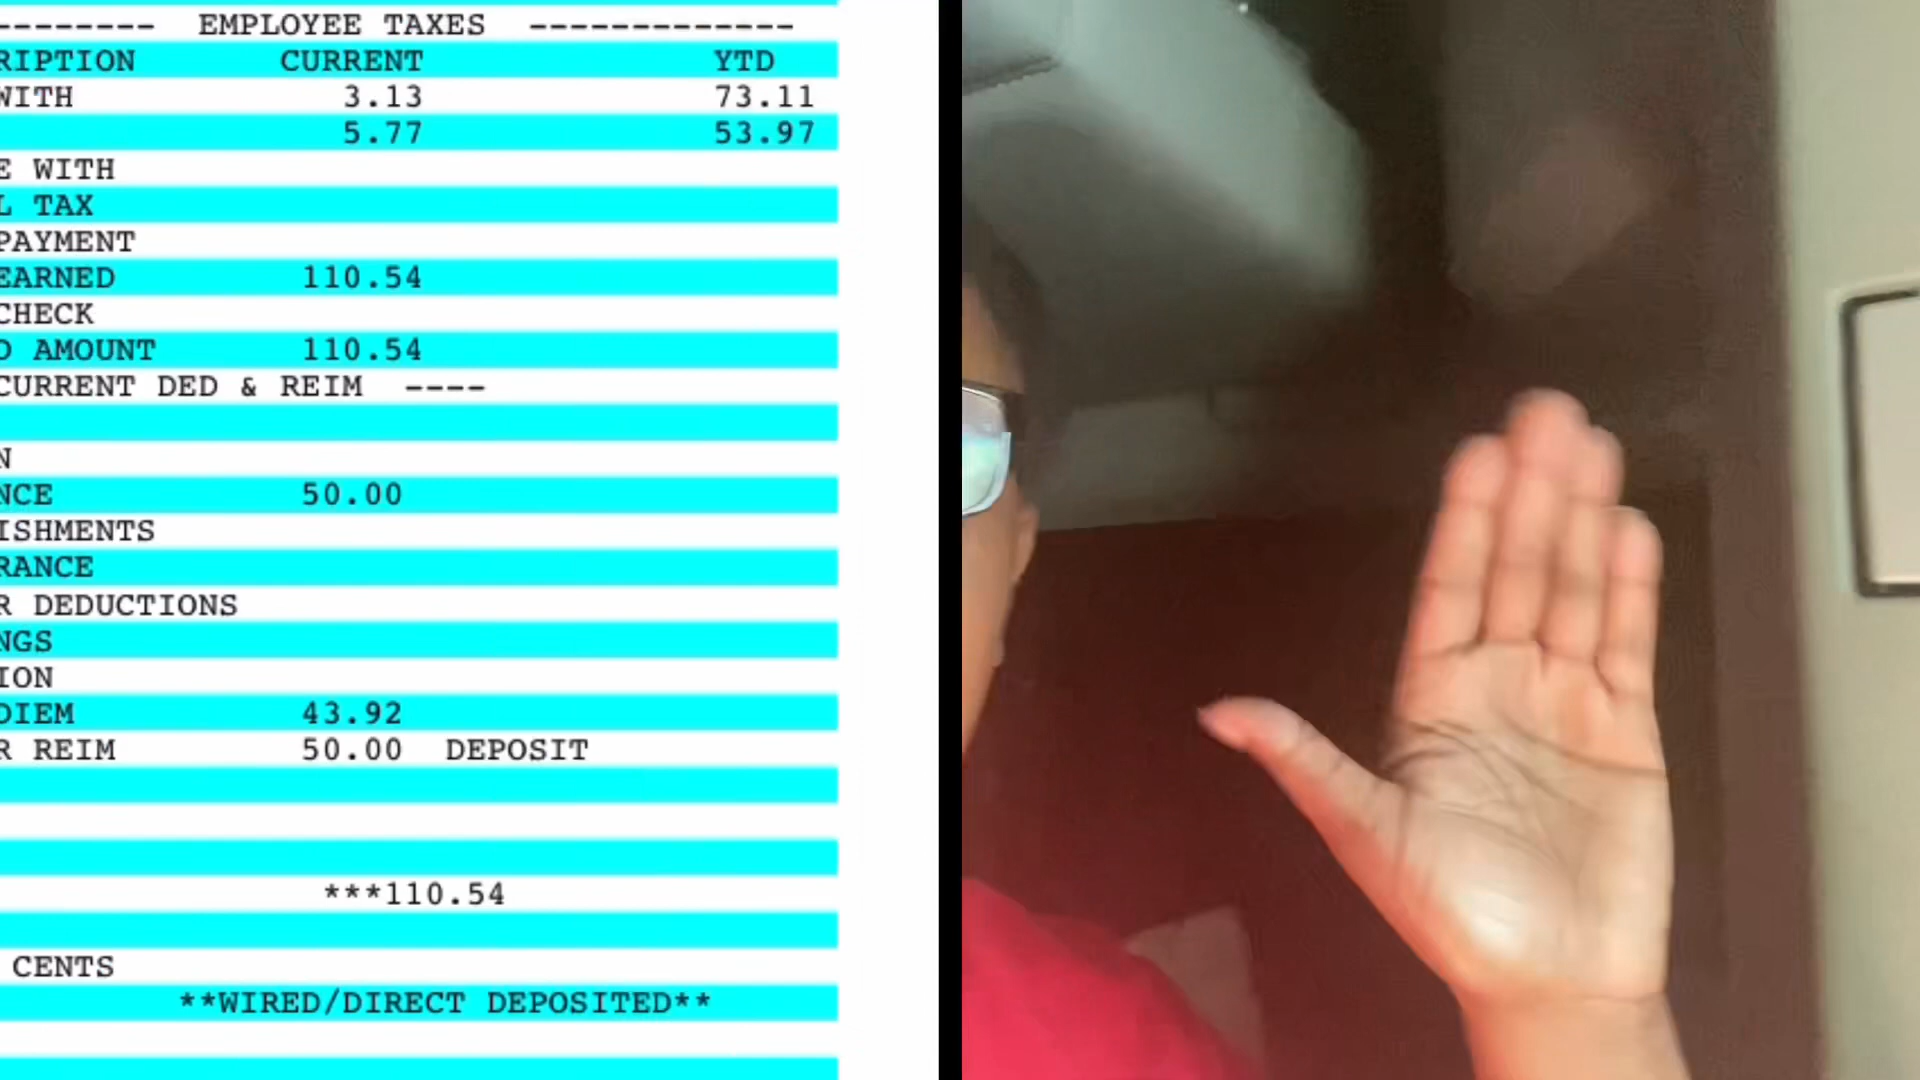 -------- EMPLOYEE TAXES -------------
RIPTION CURRENT YTD
WITH 3.13 73.11
5.77 53.97
E WITH
L TAX
PAYMENT
EARNED 110.54
CHECK
D AMOUNT 110.54
CURRENT DED & REIM ----
N
NCE 50.00
ISHMENTS
RANCE
R DEDUCTIONS
NGS
ION
DIEM 43.92
R REIM 50.00 DEPOSIT
***110.54
CENTS
**WIRED/DIRECT DEPOSITED**